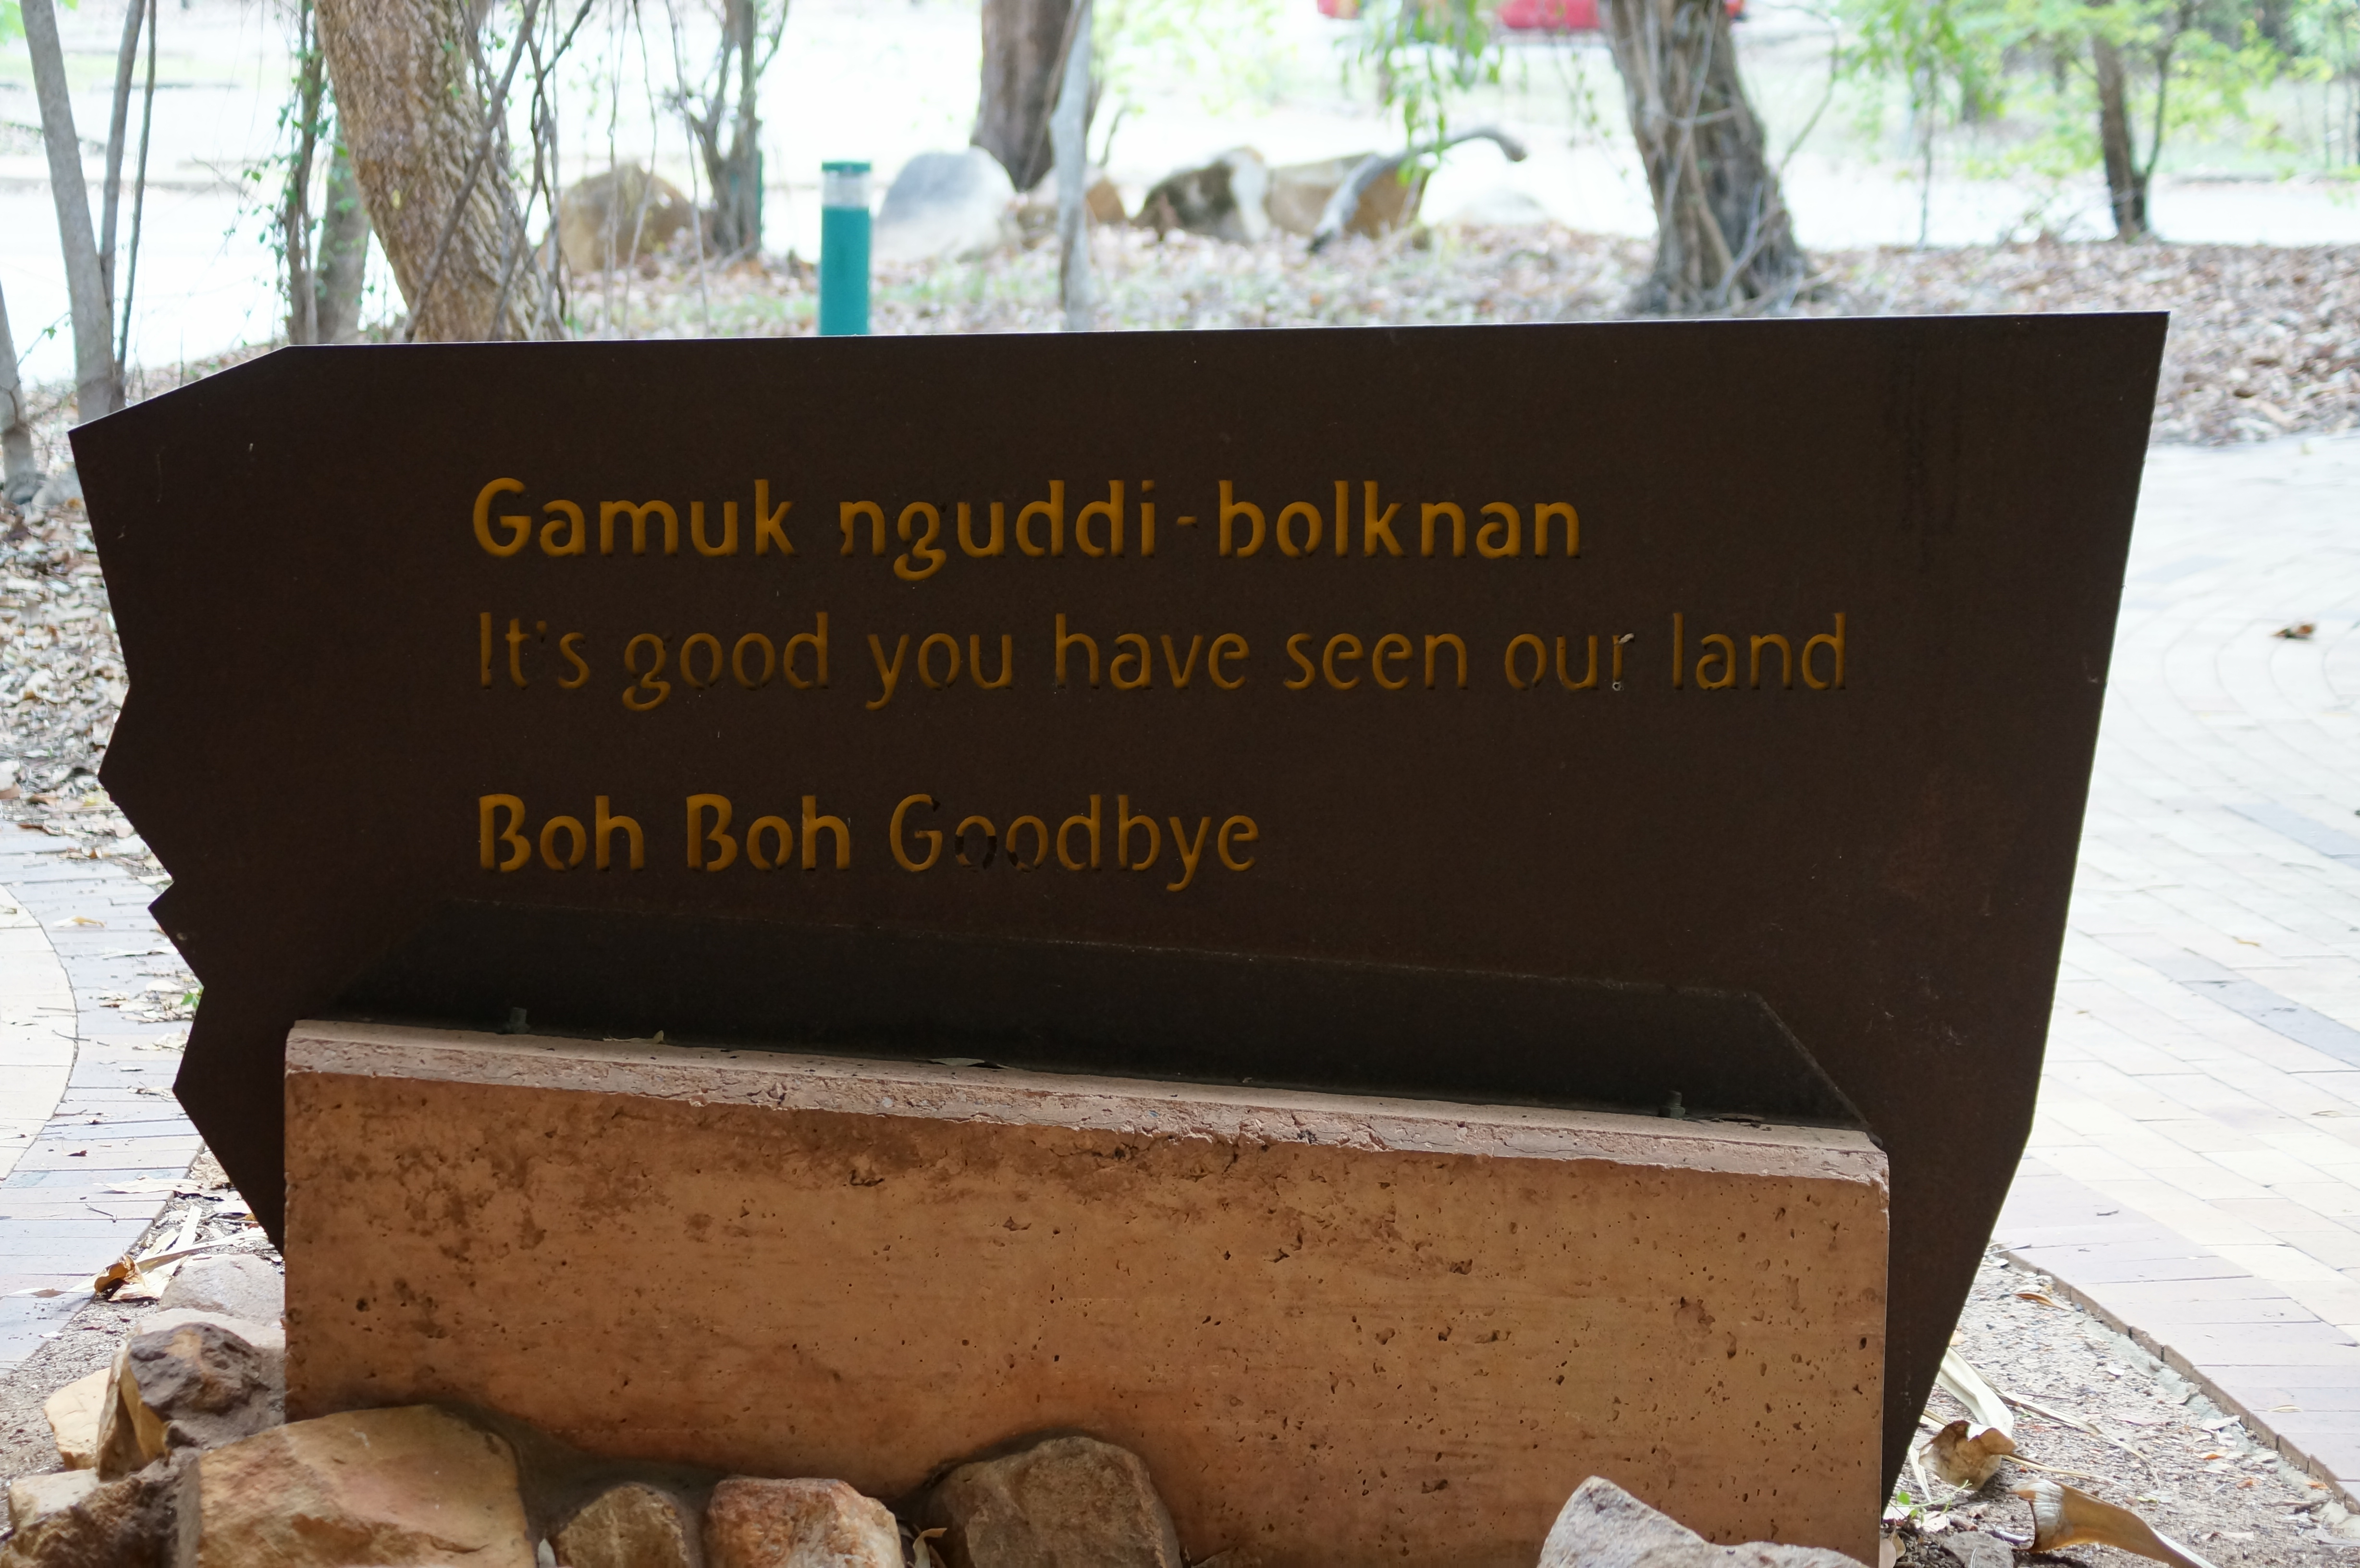 Gamuk nguddi-bolknan
It's good you have seen our land
Boh Boh Goodbye